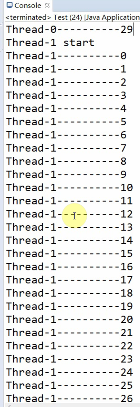 Console
<terminated> Test (24) [Java Application
Thread-0---------29
Thread-1 start
Thread-1---------0
Thread-1---------1
Thread-1---------2
Thread-1---------3
Thread-1---------4
Thread-1---------5
Thread-1---------6
Thread-1---------7
Thread-1---------8
Thread-1---------9
Thread-1---------10
Thread-1---------11
Thread-1---------12
Thread-1---------13
Thread-1---------14
Thread-1---------15
Thread-1---------16
Thread-1---------17
Thread-1---------18
Thread-1---------19
Thread-1---------20
Thread-1---------21
Thread-1---------22
Thread-1---------23
Thread-1---------24
Thread-1---------25
Thread-1---------26